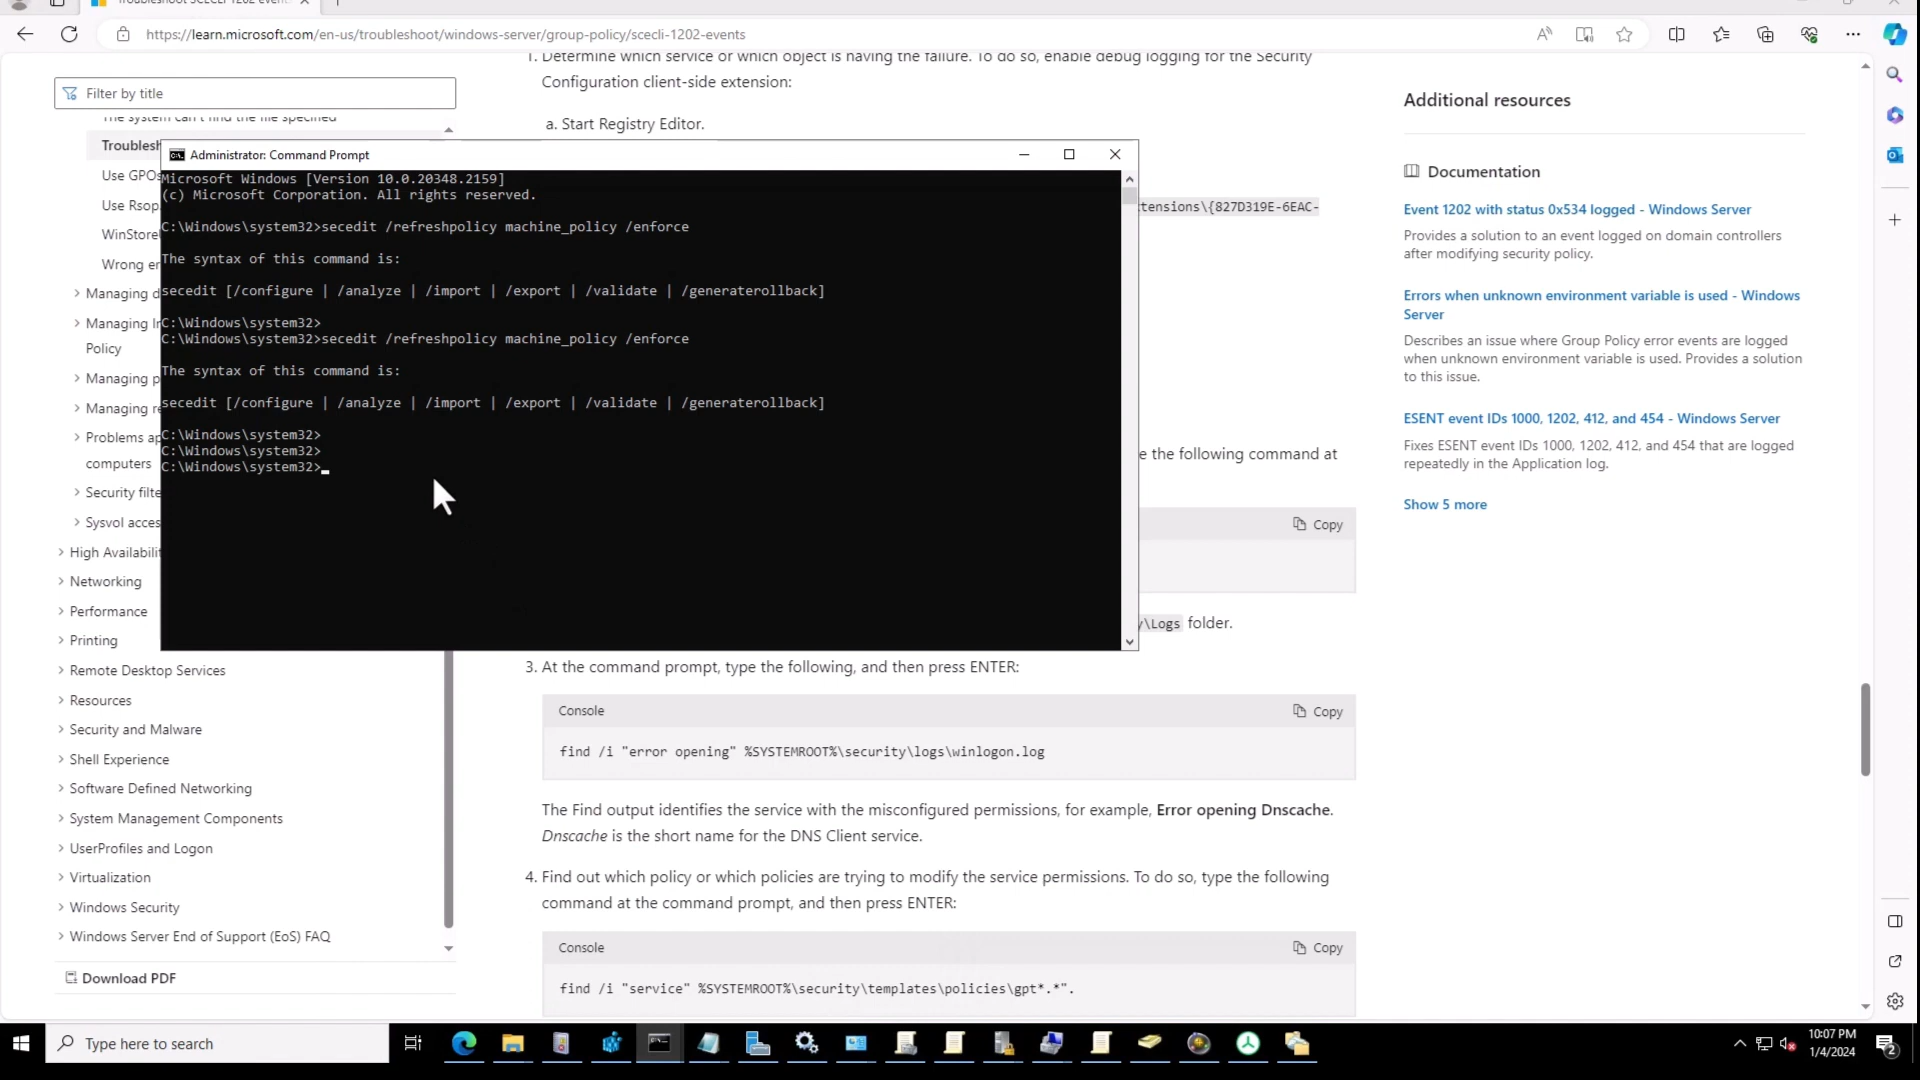 Troubleshoot SCECLI 1202 events
https://learn.microsoft.com/en-us/troubleshoot/windows-server/group-policy/scecli-1202-events
Filter by title
The system can't find the file specified
Troublesh
Use GPOs
Use Rsop
WinStore
Wrong er
Managing d
Managing In
Policy
Managing p
Managing re
Problems ap
computers
Security filte
Sysvol acces
High Availabilit
Networking
Performance
Printing
Remote Desktop Services
Resources
Security and Malware
Shell Experience
Software Defined Networking
System Management Components
UserProfiles and Logon
Virtualization
Windows Security
Windows Server End of Support (EoS) FAQ
Download PDF
1. Determine which service or which object is having the failure. To do so, enable debug logging for the Security
Configuration client-side extension:
a. Start Registry Editor.
Administrator: Command Prompt
Microsoft Windows [Version 10.0.20348.2159]
(c) Microsoft Corporation. All rights reserved.
C:\Windows\system32>secedit /refreshpolicy machine_policy /enforce
The syntax of this command is:
secedit [/configure | /analyze | /import | /export | /validate | /generaterollback]
C:\Windows\system32>
C:\Windows\system32>secedit /refreshpolicy machine_policy /enforce
The syntax of this command is:
secedit [/configure | /analyze | /import | /export | /validate | /generaterollback]
C:\Windows\system32>
C:\Windows\system32>
C:\Windows\system32>_
tensions\{827D319E-6EAC-
e the following command at
Copy
y\Logs folder.
3. At the command prompt, type the following, and then press ENTER:
Console
Copy
find /i "error opening" %SYSTEMROOT%\security\logs\winlogon.log
The Find output identifies the service with the misconfigured permissions, for example, Error opening Dnscache.
Dnscache is the short name for the DNS Client service.
4. Find out which policy or which policies are trying to modify the service permissions. To do so, type the following
command at the command prompt, and then press ENTER:
Console
Copy
find /i "service" %SYSTEMROOT%\security\templates\policies\gpt*.*".
Additional resources
Documentation
Event 1202 with status 0x534 logged - Windows Server
Provides a solution to an event logged on domain controllers
after modifying security policy.
Errors when unknown environment variable is used - Windows
Server
Describes an issue where Group Policy error events are logged
when unknown environment variable is used. Provides a solution
to this issue.
ESENT event IDs 1000, 1202, 412, and 454 - Windows Server
Fixes ESENT event IDs 1000, 1202, 412, and 454 that are logged
repeatedly in the Application log.
Show 5 more
Type here to search
10:07 PM
1/4/2024
2